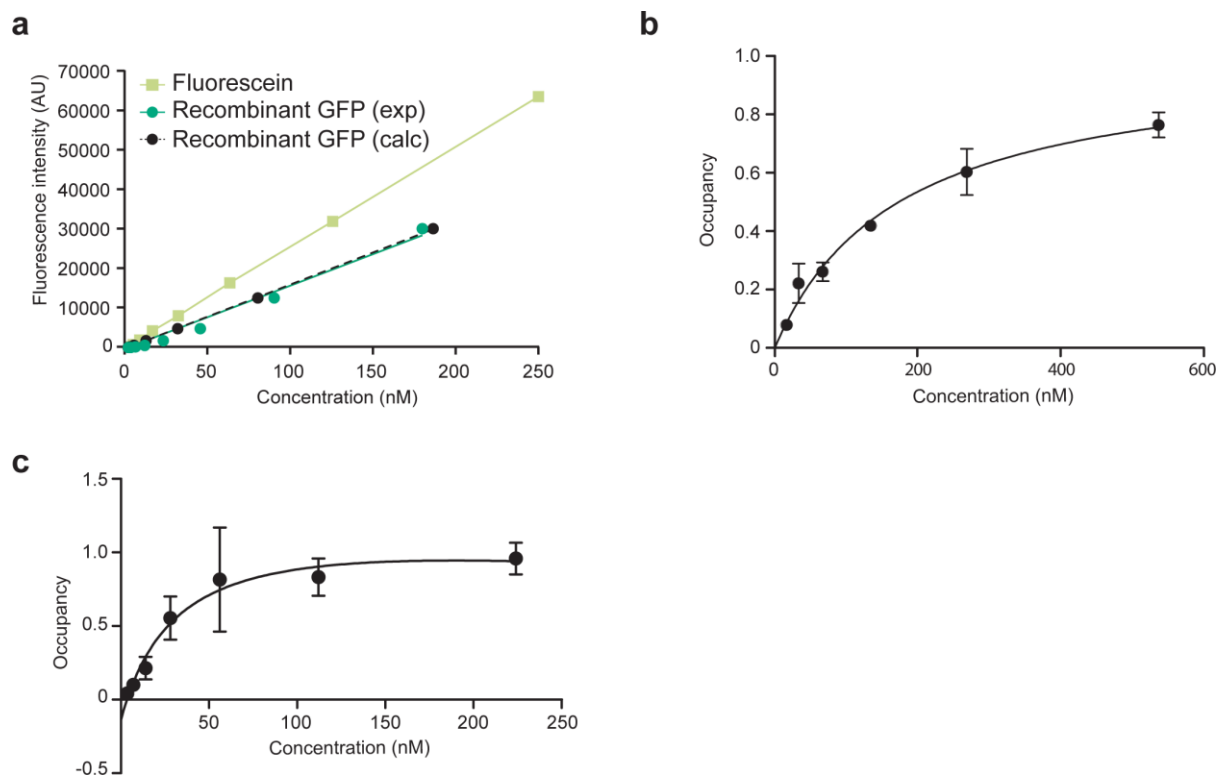 a
Fluorescence intensity (AU)
70000
60000
50000
40000
30000
20000
10000
0
Fluorescein
Recombinant GFP (exp)
Recombinant GFP (calc)
0 50 100 150 200 250
Concentration (nM)
b
Occupancy
1.0
0.8
0.6
0.4
0.2
0
0 200 400 600
Concentration (nM)
c
Occupancy
1.5
1.0
0.5
0
-0.5
50 100 150 200 250
Concentration (nM)